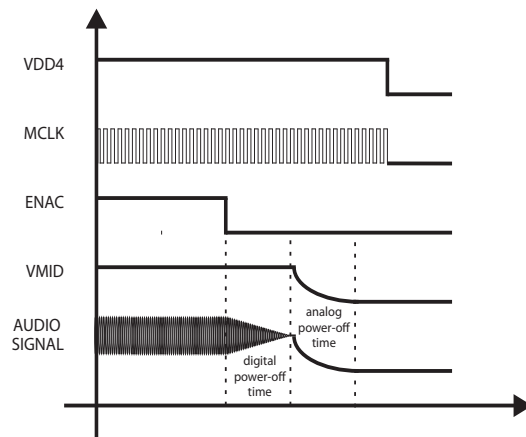 VDD4
MCLK
ENAC
VMID
analog
power-off
time
AUDIO
SIGNAL
digital
power-off
time